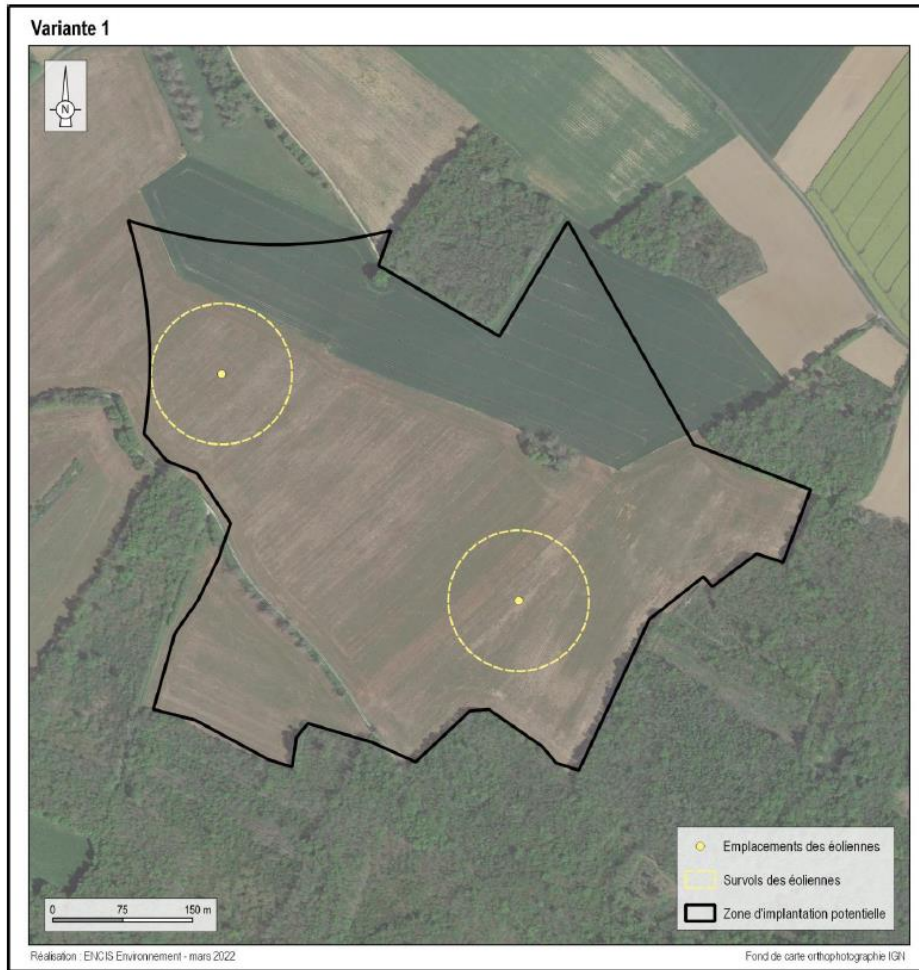 Variante 1
N
Emplacements des éoliennes
Survols des éoliennes
Zone d'implantation potentielle
0 75 150 m
Réalisation : ENCIS Environnement - mars 2022
Fond de carte orthophotographie IGN